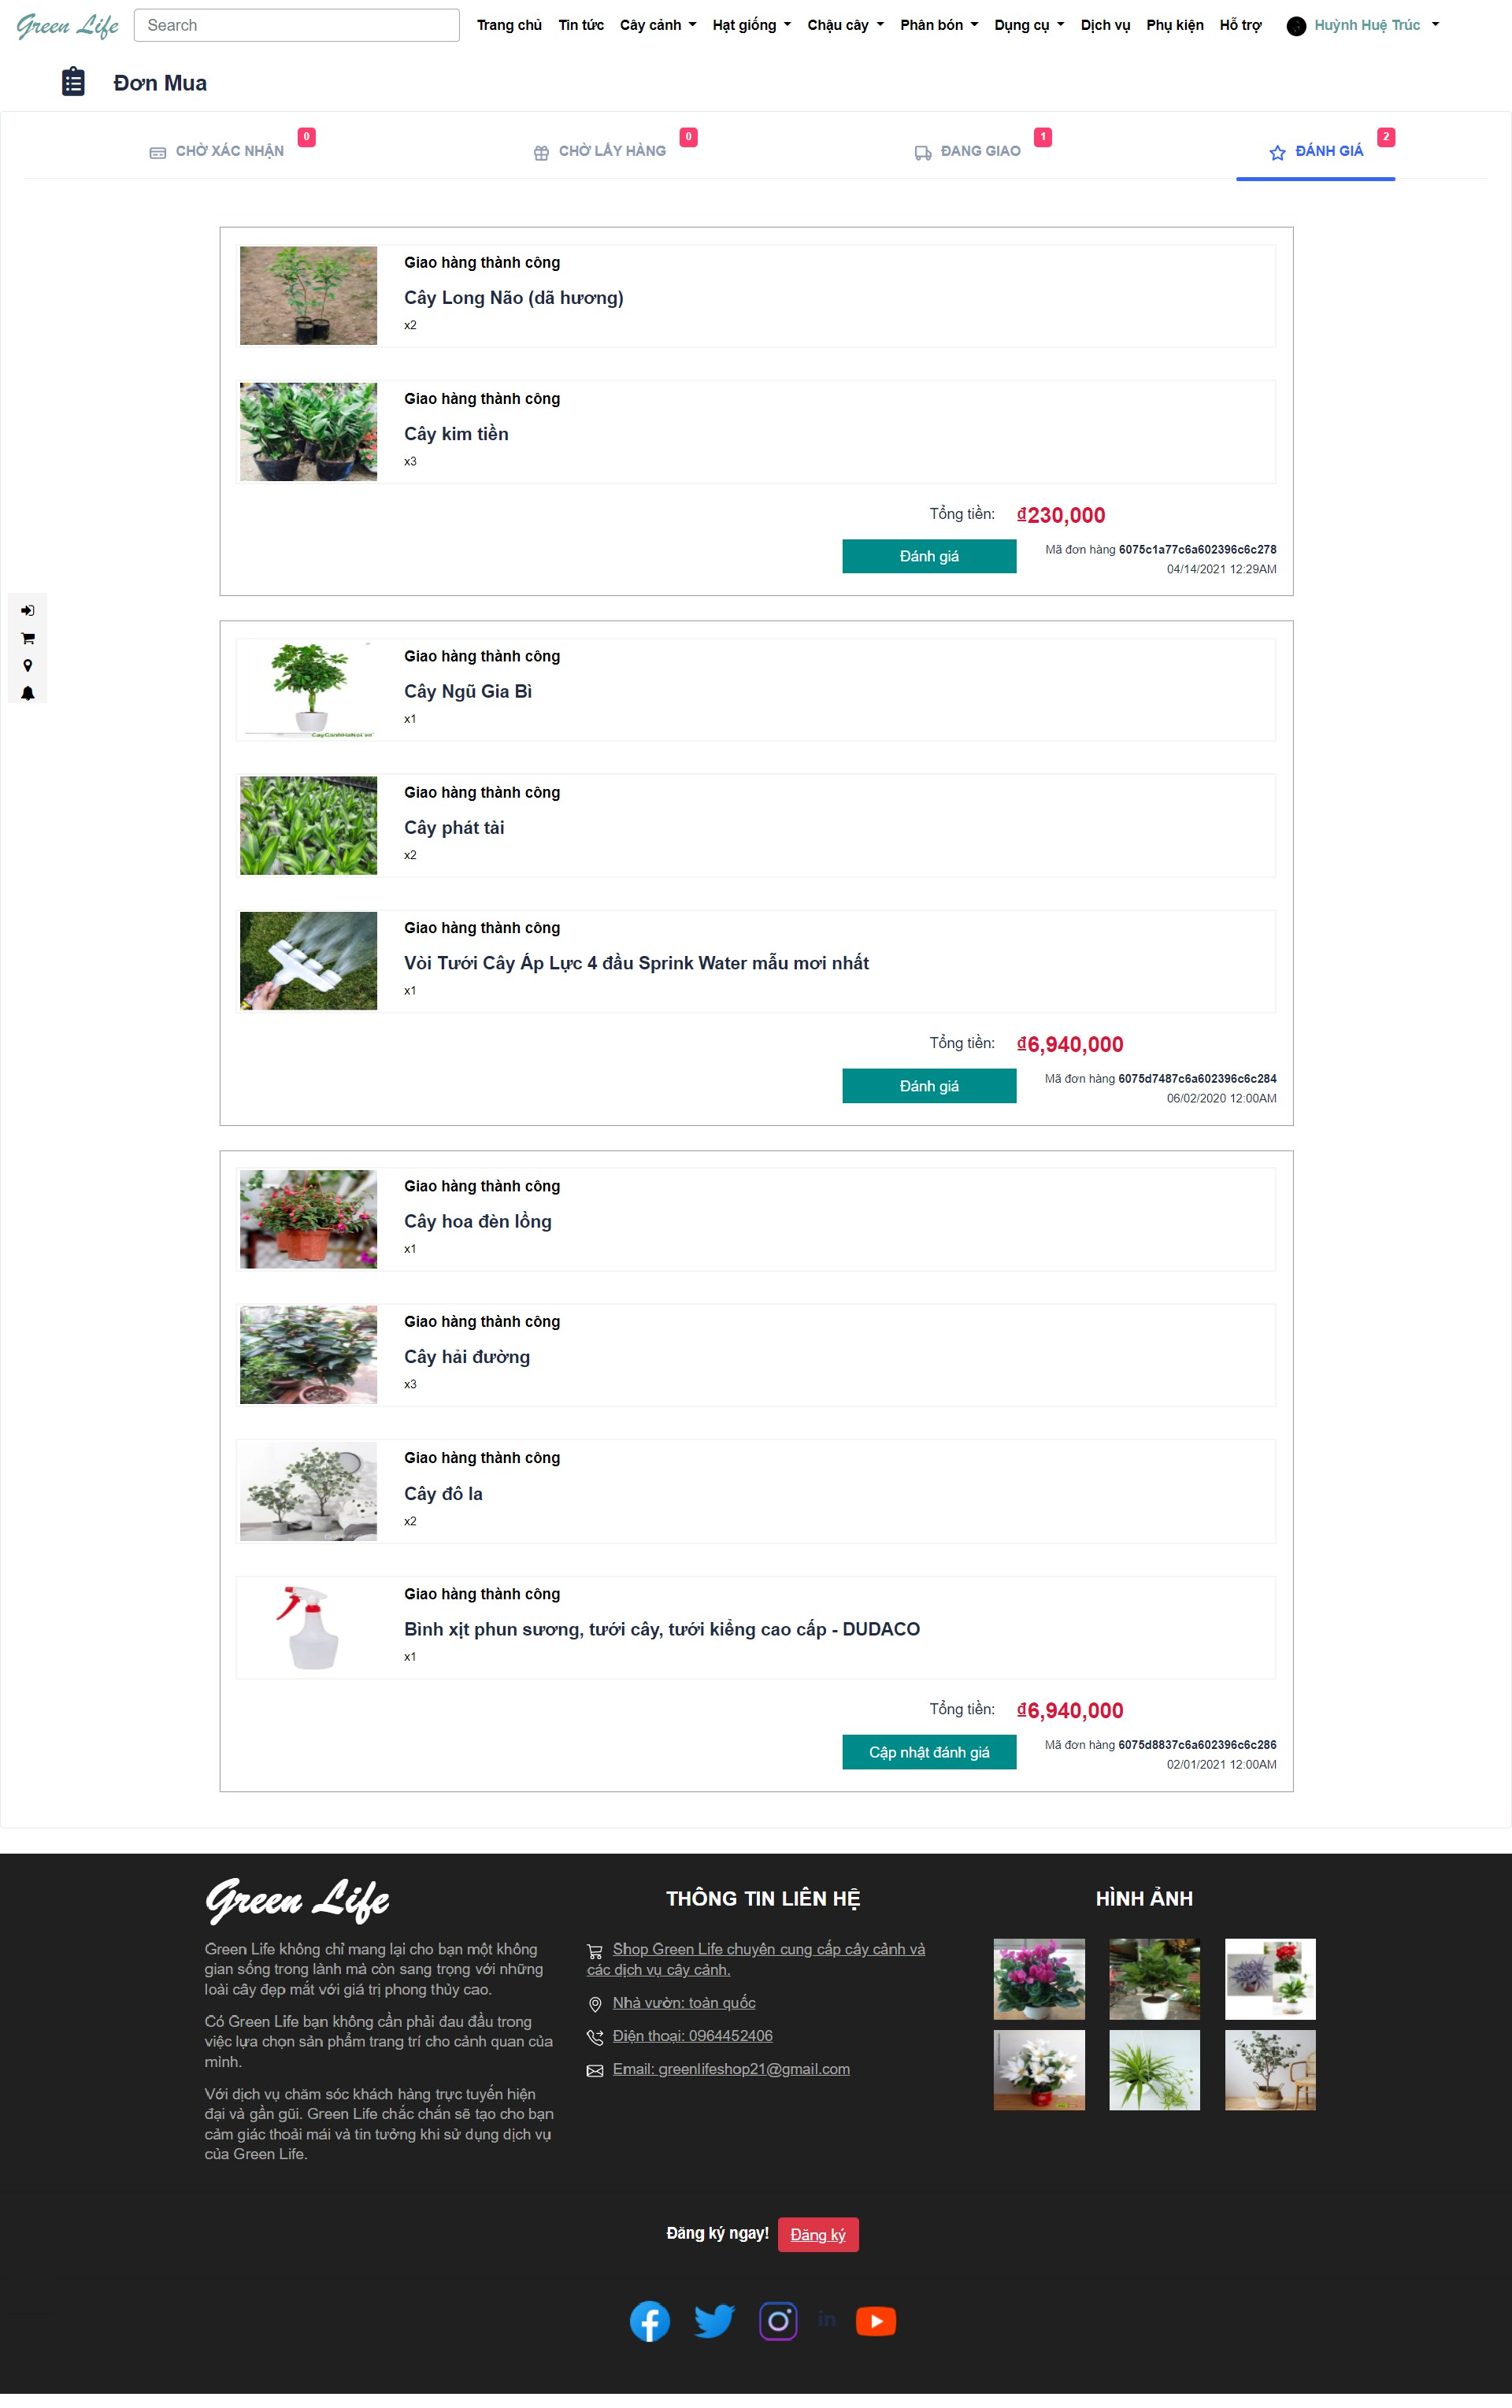 Green Life
Search
Trang chủ
Tin tức
Cây cảnh
Hạt giống
Chậu cây
Phân bón
Dụng cụ
Dịch vụ
Phụ kiện
Hỗ trợ
Huỳnh Huệ Trúc
Đơn Mua
CHỜ XÁC NHẬN
0
CHỜ LẤY HÀNG
0
ĐANG GIAO
1
ĐÁNH GIÁ
2
Giao hàng thành công
Cây Long Não (dã hương)
x2
Giao hàng thành công
Cây kim tiền
x3
Tổng tiền: ₫230,000
Đánh giá
Mã đơn hàng 6075c1a77c6a602396c6c278
04/14/2021 12:29AM
Giao hàng thành công
Cây Ngũ Gia Bì
x1
CayCanhHaNoi.vn
Giao hàng thành công
Cây phát tài
x2
Giao hàng thành công
Vòi Tưới Cây Áp Lực 4 đầu Sprink Water mẫu mơi nhất
x1
Tổng tiền: ₫6,940,000
Đánh giá
Mã đơn hàng 6075d7487c6a602396c6c284
06/02/2020 12:00AM
Giao hàng thành công
Cây hoa đèn lồng
x1
Giao hàng thành công
Cây hải đường
x3
Giao hàng thành công
Cây đô la
x2
Giao hàng thành công
Bình xịt phun sương, tưới cây, tưới kiểng cao cấp - DUDACO
x1
Tổng tiền: ₫6,940,000
Cập nhật đánh giá
Mã đơn hàng 6075d8837c6a602396c6c286
02/01/2021 12:00AM
Green Life
Green Life không chỉ mang lại cho bạn một không
gian sống trong lành mà còn sang trọng với những
loài cây đẹp mắt với giá trị phong thủy cao.
Có Green Life bạn không cần phải đau đầu trong
việc lựa chọn sản phẩm trang trí cho cảnh quan của
mình.
Với dịch vụ chăm sóc khách hàng trực tuyến hiện
đại và gần gũi. Green Life chắc chắn sẽ tạo cho bạn
cảm giác thoải mái và tin tưởng khi sử dụng dịch vụ
của Green Life.
THÔNG TIN LIÊN HỆ
Shop Green Life chuyên cung cấp cây cảnh và
các dịch vụ cây cảnh.
Nhà vườn: toàn quốc
Điện thoại: 0964452406
Email: greenlifeshop21@gmail.com
HÌNH ẢNH
Đăng ký ngay!
Đăng ký
in